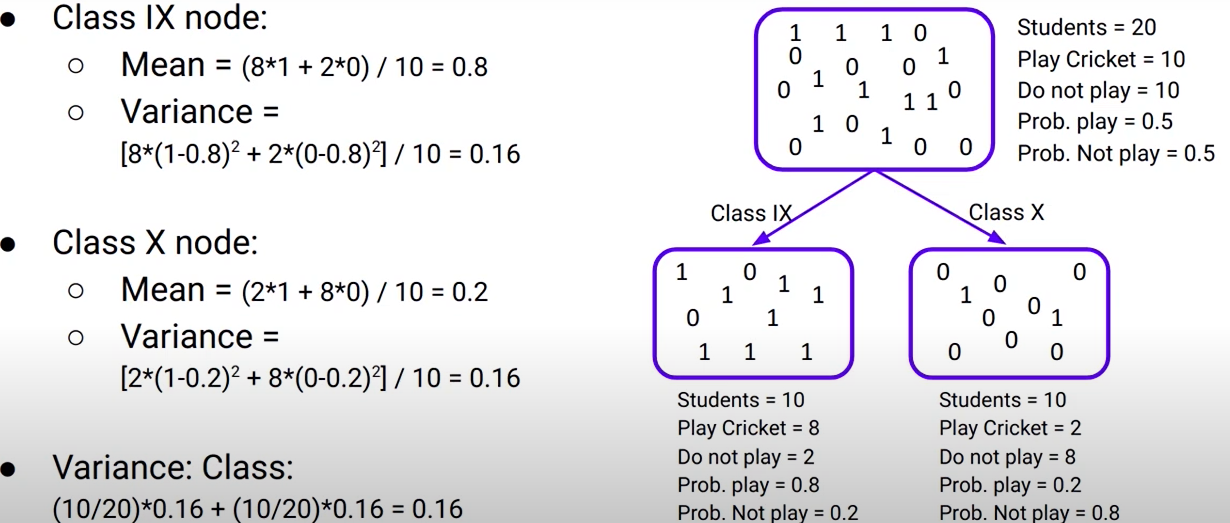 ● Class IX node:
○ Mean = (8*1 + 2*0) / 10 = 0.8
○ Variance =
[8*(1-0.8)² + 2*(0-0.8)²] / 10 = 0.16
● Class X node:
○ Mean = (2*1 + 8*0) / 10 = 0.2
○ Variance =
[2*(1-0.2)² + 8*(0-0.2)²] / 10 = 0.16
● Variance: Class:
(10/20)*0.16 + (10/20)*0.16 = 0.16
1 1 1 0
0 0 0 1
0 1 1 1 1 0
1 0 1
0 0 0
Students = 20
Play Cricket = 10
Do not play = 10
Prob. play = 0.5
Prob. Not play = 0.5
Class IX
Class X
1 0 1
1 1
0 1
1 1 1
Students = 10
Play Cricket = 8
Do not play = 2
Prob. play = 0.8
Prob. Not play = 0.2
0 0 0
1 0
0 1
0 0 0
Students = 10
Play Cricket = 2
Do not play = 8
Prob. play = 0.2
Prob. Not play = 0.8